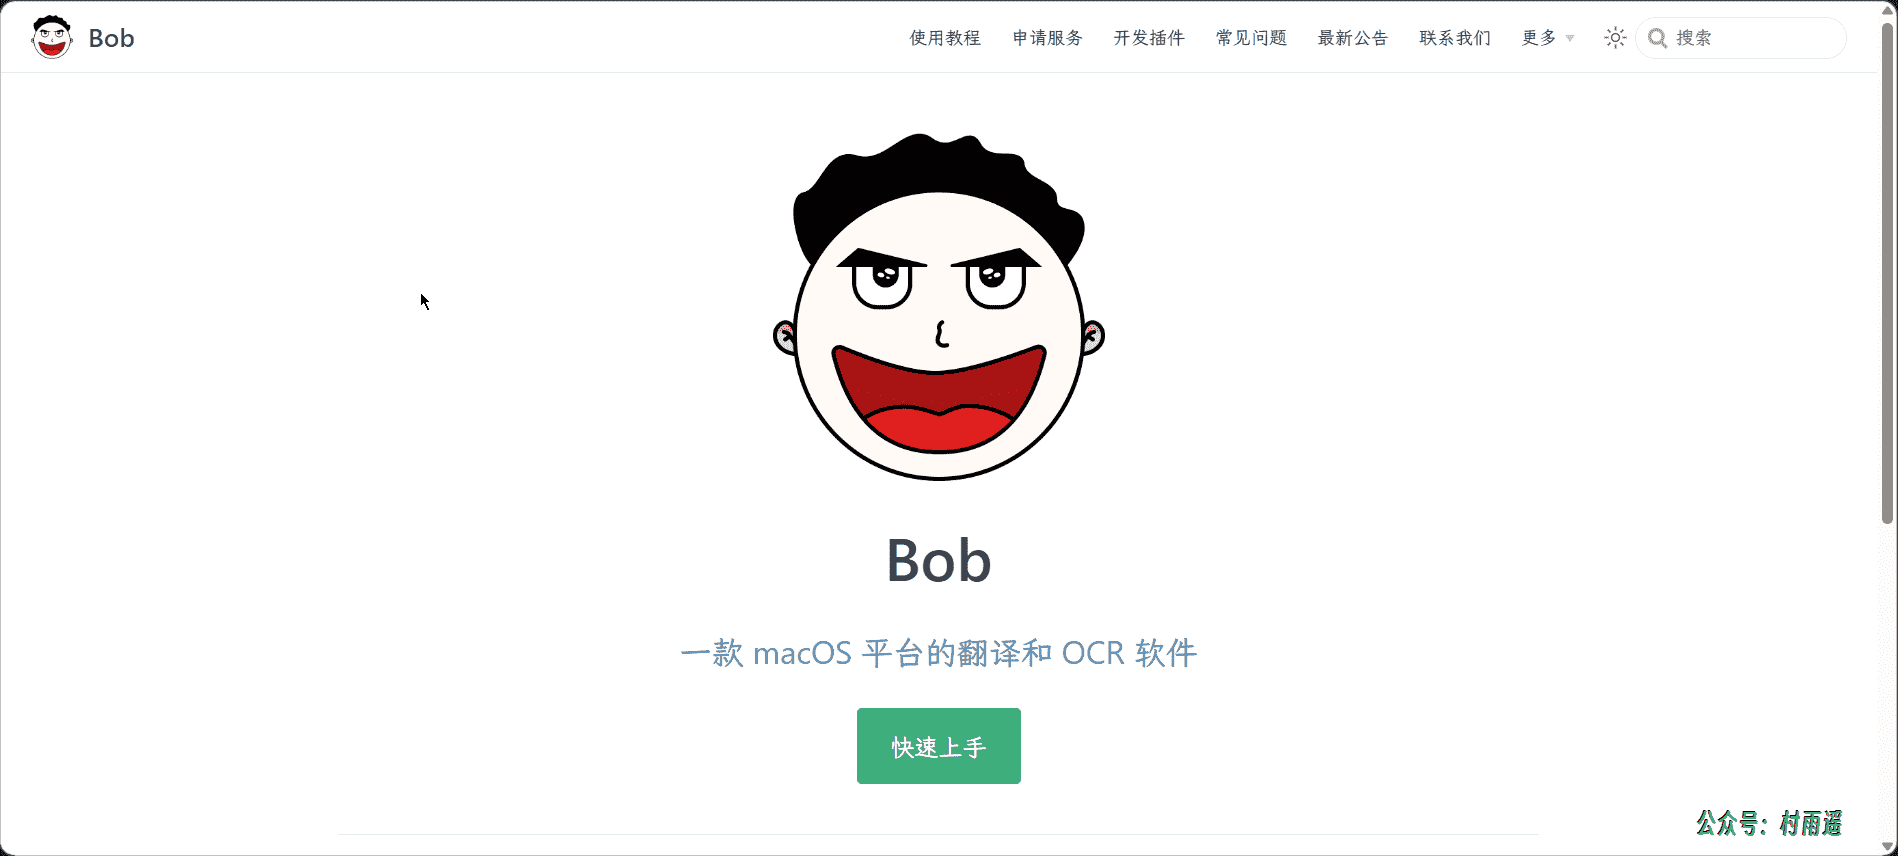 Bob 使用教程 申请服务 开发插件 常见问题 最新公告 联系我们 更多 搜索
Bob
一款 macOS 平台的翻译和 OCR 软件
快速上手
公众号：村雨遥